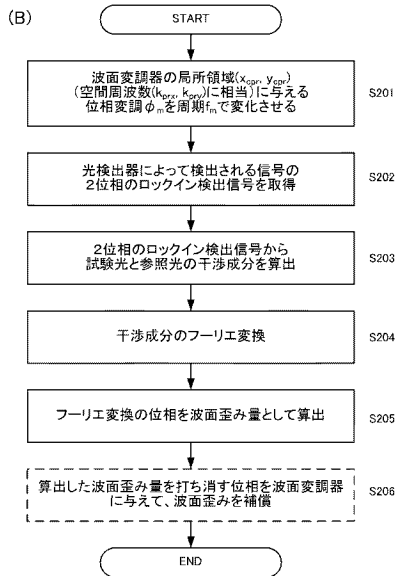 (B)
START
波面変調器の局所領域(xcpr, ycpr)
(空間周波数(kprx, kpry)に相当)に与える
位相変調φmを周期fmで変化させる
S201
光検出器によって検出される信号の
2位相のロックイン検出信号を取得
S202
2位相のロックイン検出信号から
試験光と参照光の干渉成分を算出
S203
干渉成分のフーリエ変換
S204
フーリエ変換の位相を波面歪み量として算出
S205
算出した波面歪み量を打ち消す位相を波面変調器
に与えて、波面歪みを補償
S206
END